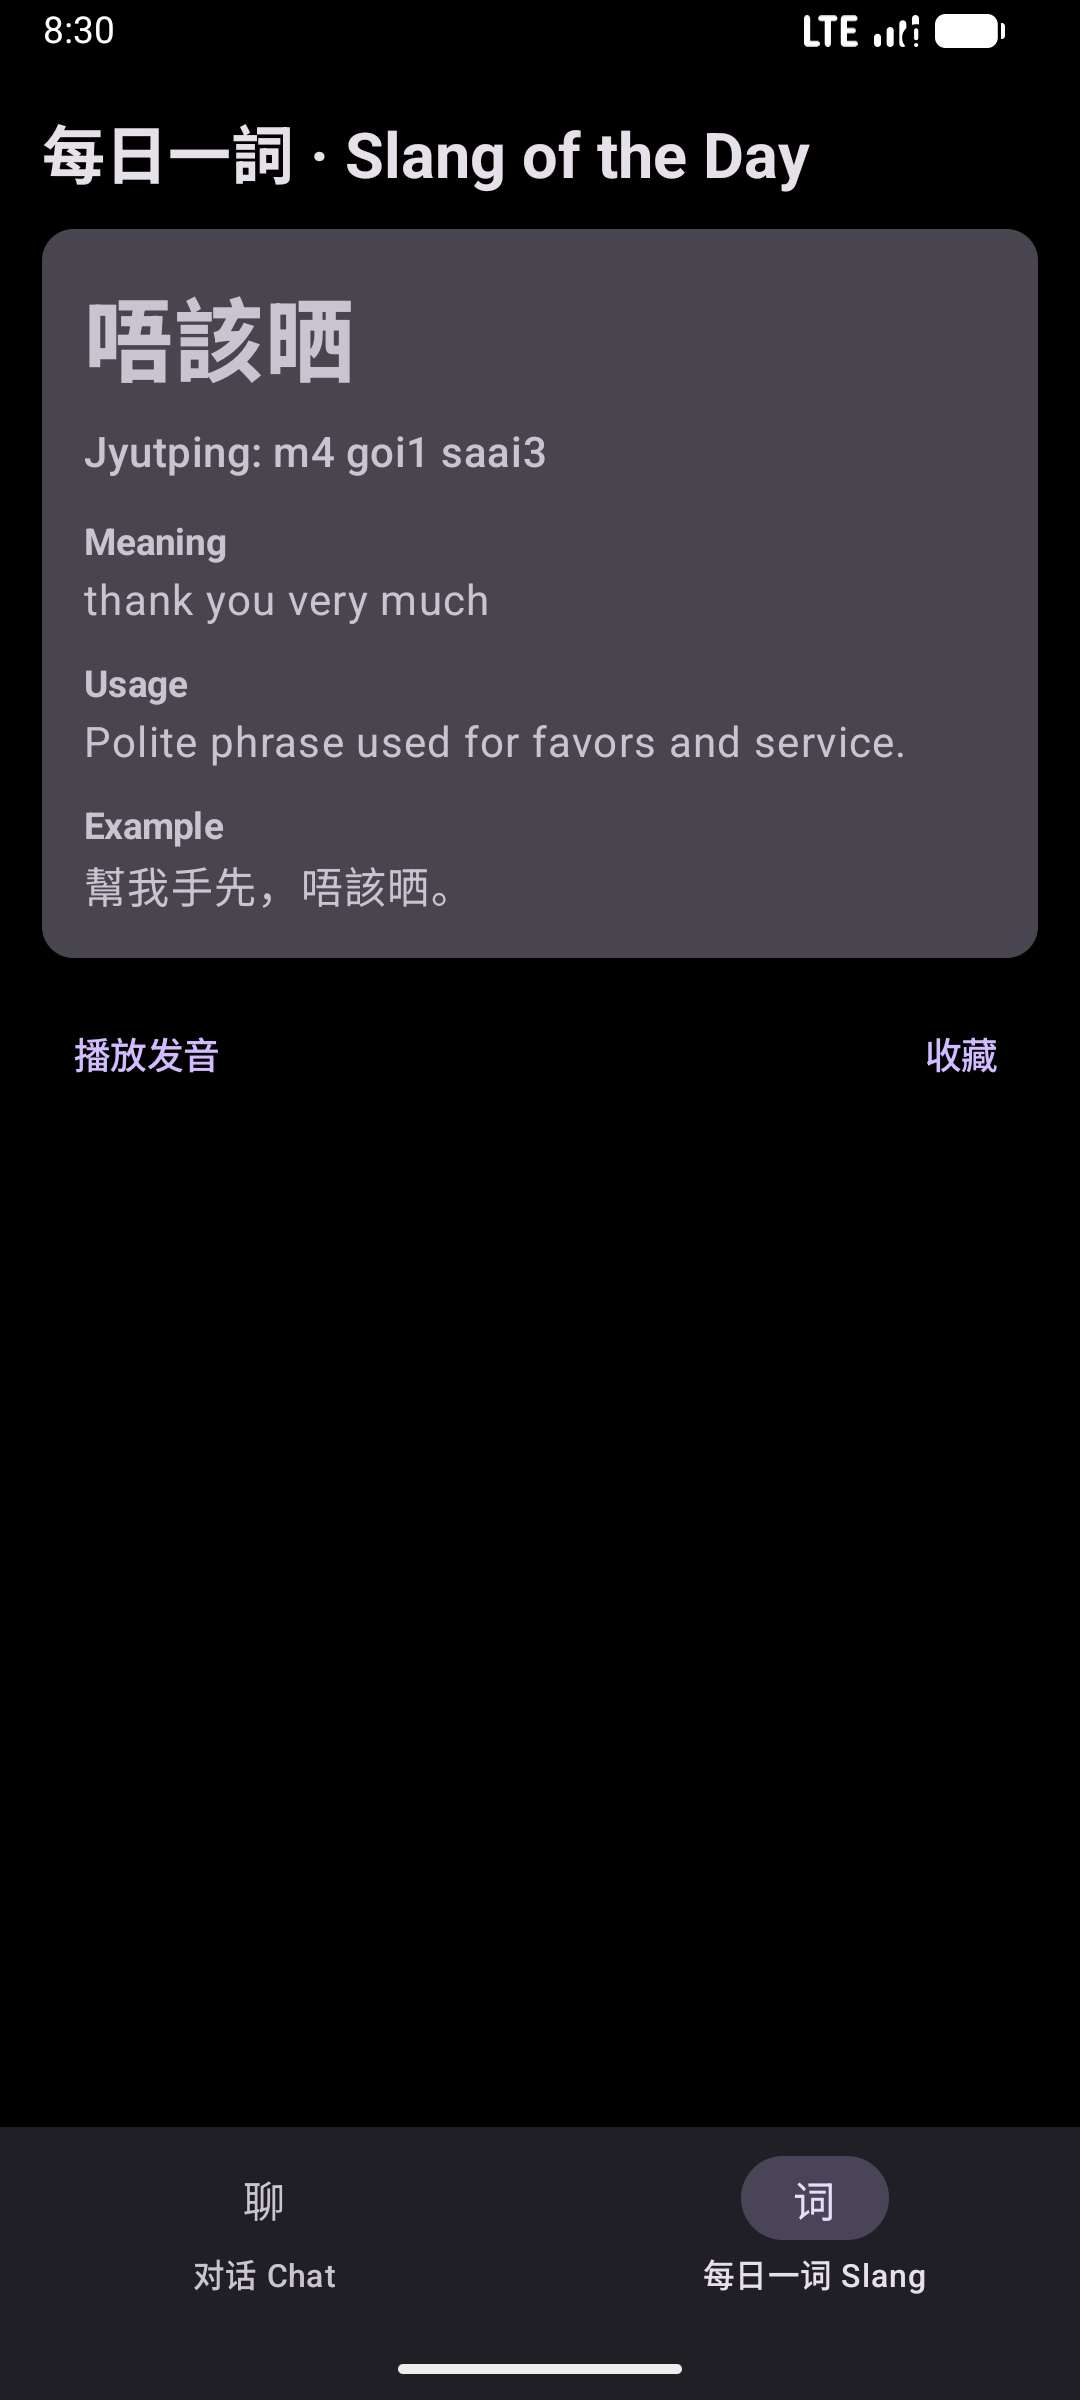 8:30
LTE
每日一詞 · Slang of the Day
唔該晒
Jyutping: m4 goi1 saai3
Meaning
thank you very much
Usage
Polite phrase used for favors and service.
Example
幫我手先，唔該晒。
播放发音
收藏
聊
词
对话 Chat
每日一词 Slang